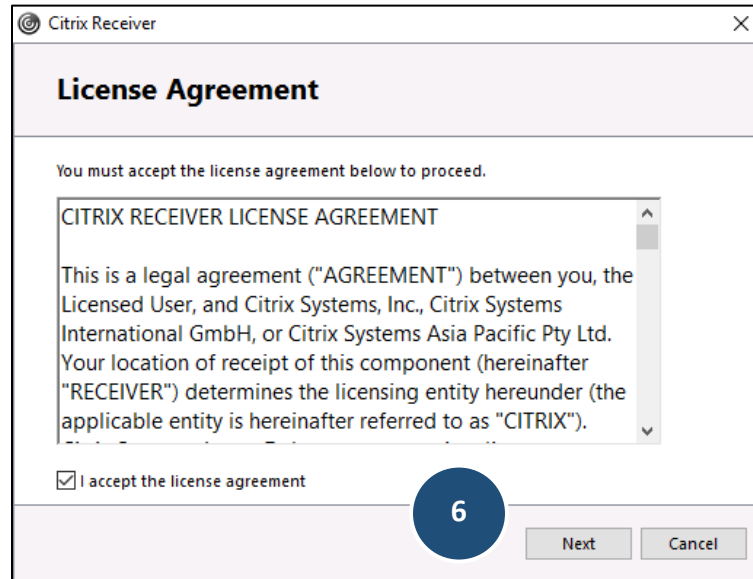 Citrix Receiver
License Agreement
You must accept the license agreement below to proceed.
CITRIX RECEIVER LICENSE AGREEMENT
This is a legal agreement ("AGREEMENT") between you, the
Licensed User, and Citrix Systems, Inc., Citrix Systems
International GmbH, or Citrix Systems Asia Pacific Pty Ltd.
Your location of receipt of this component (hereinafter
"RECEIVER") determines the licensing entity hereunder (the
applicable entity is hereinafter referred to as "CITRIX").
I accept the license agreement
6
Next
Cancel